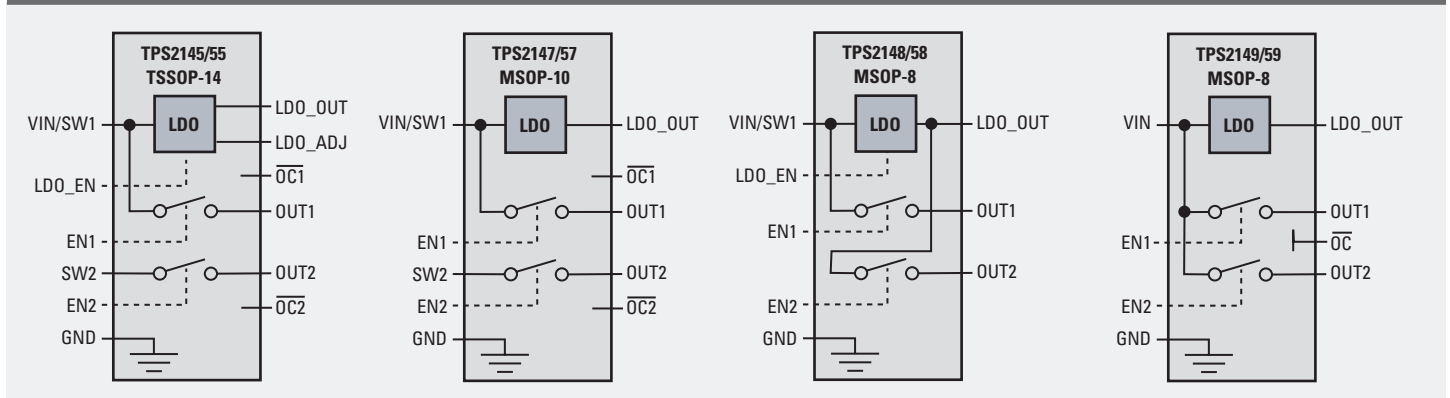 TPS2145/55
TSSOP-14
LDO
VIN/SW1
LDO_OUT
LDO_ADJ
OC1
LDO_EN
OUT1
EN1
SW2
OUT2
EN2
OC2
GND
TPS2147/57
MSOP-10
LDO
VIN/SW1
LDO_OUT
OC1
OUT1
EN1
SW2
OUT2
EN2
OC2
GND
TPS2148/58
MSOP-8
LDO
VIN/SW1
LDO_OUT
LDO_EN
OUT1
EN1
OUT2
EN2
GND
TPS2149/59
MSOP-8
LDO
VIN
LDO_OUT
OUT1
EN1
OC
OUT2
EN2
GND